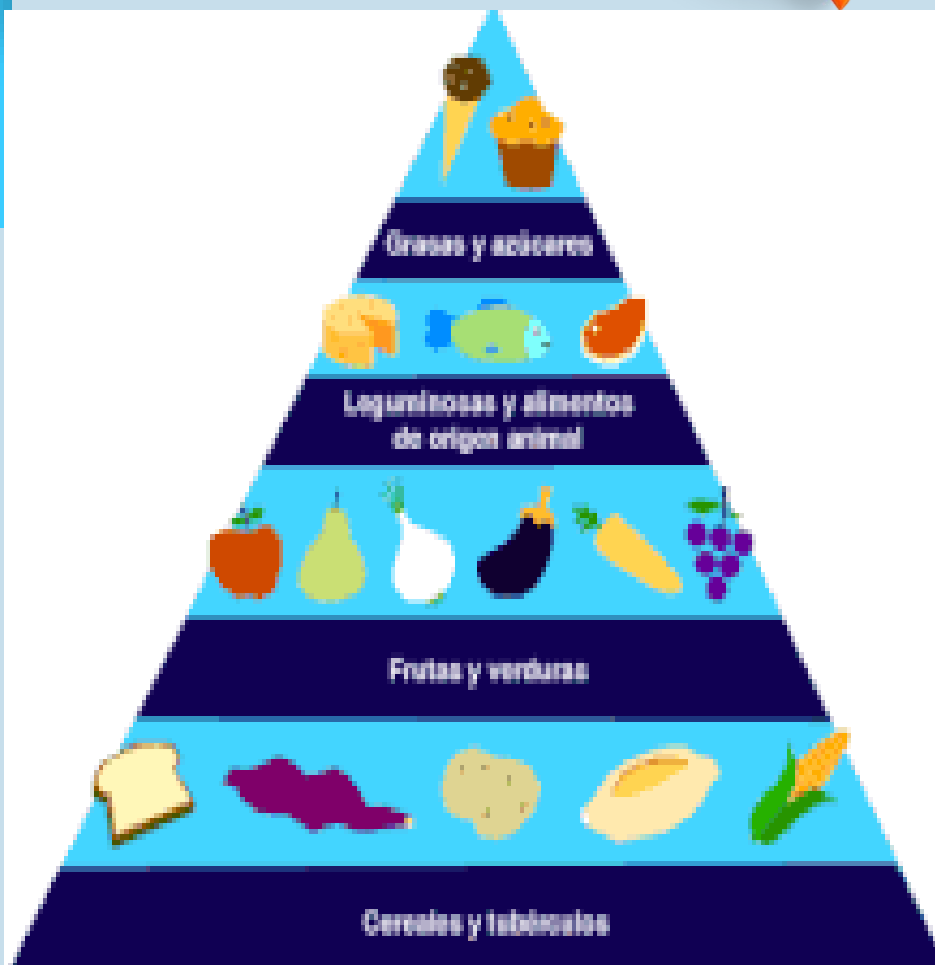 Grasas y azúcares
Leguminosas y alimentos
de origen animal
Frutas y verduras
Cereales y tubérculos